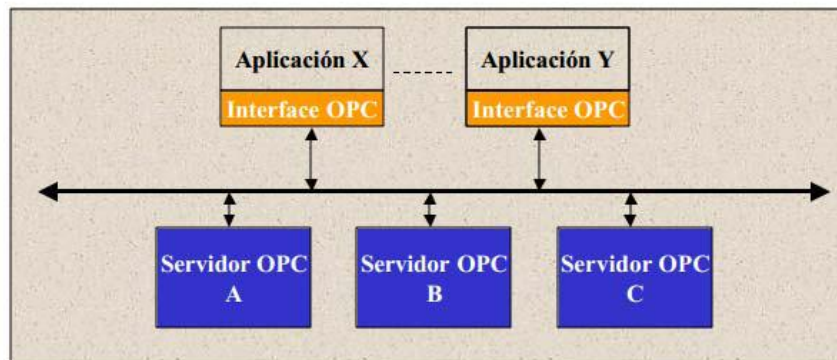 Aplicación X
Aplicación Y
Interface OPC
Interface OPC
Servidor OPC
A
Servidor OPC
B
Servidor OPC
C